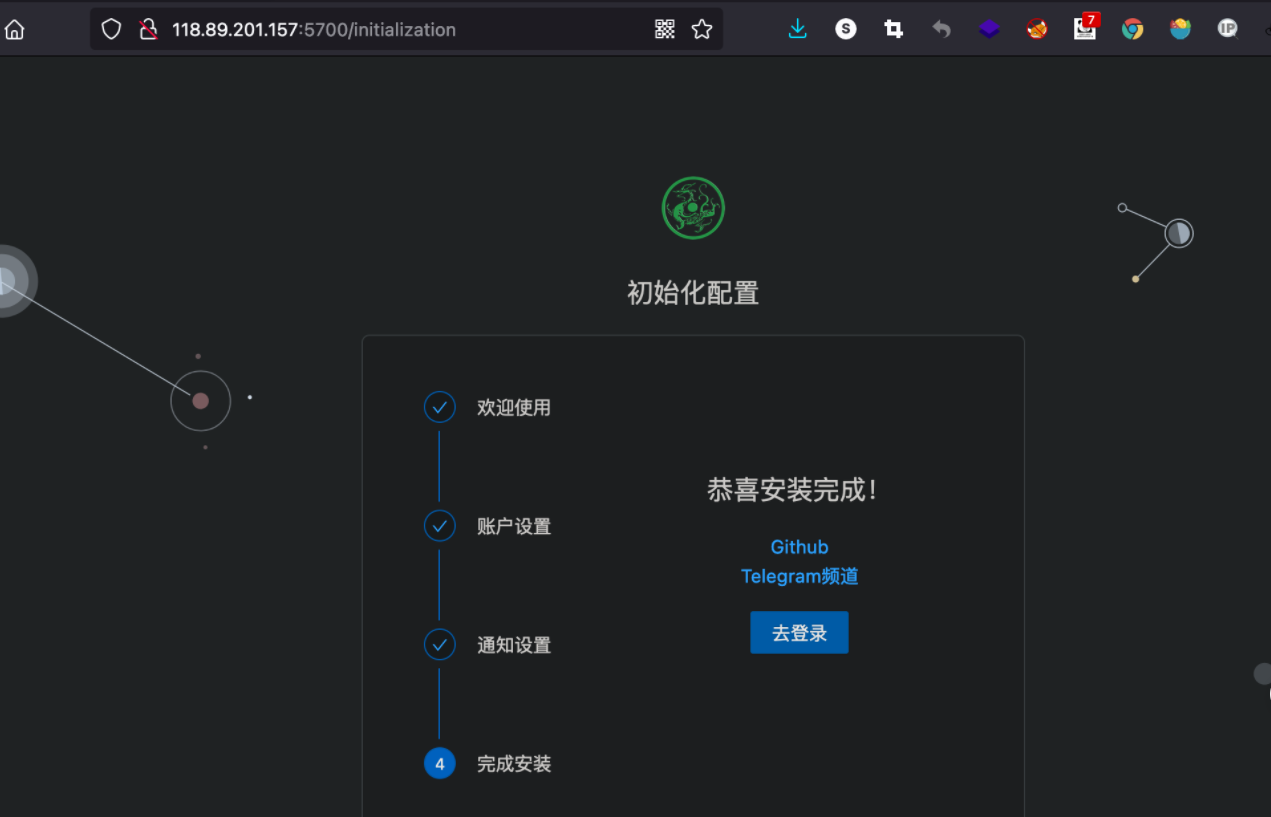 118.89.201.157:5700/initialization
S
7
IP
初始化配置
欢迎使用
账户设置
通知设置
4 完成安装
恭喜安装完成！
Github
Telegram频道
去登录